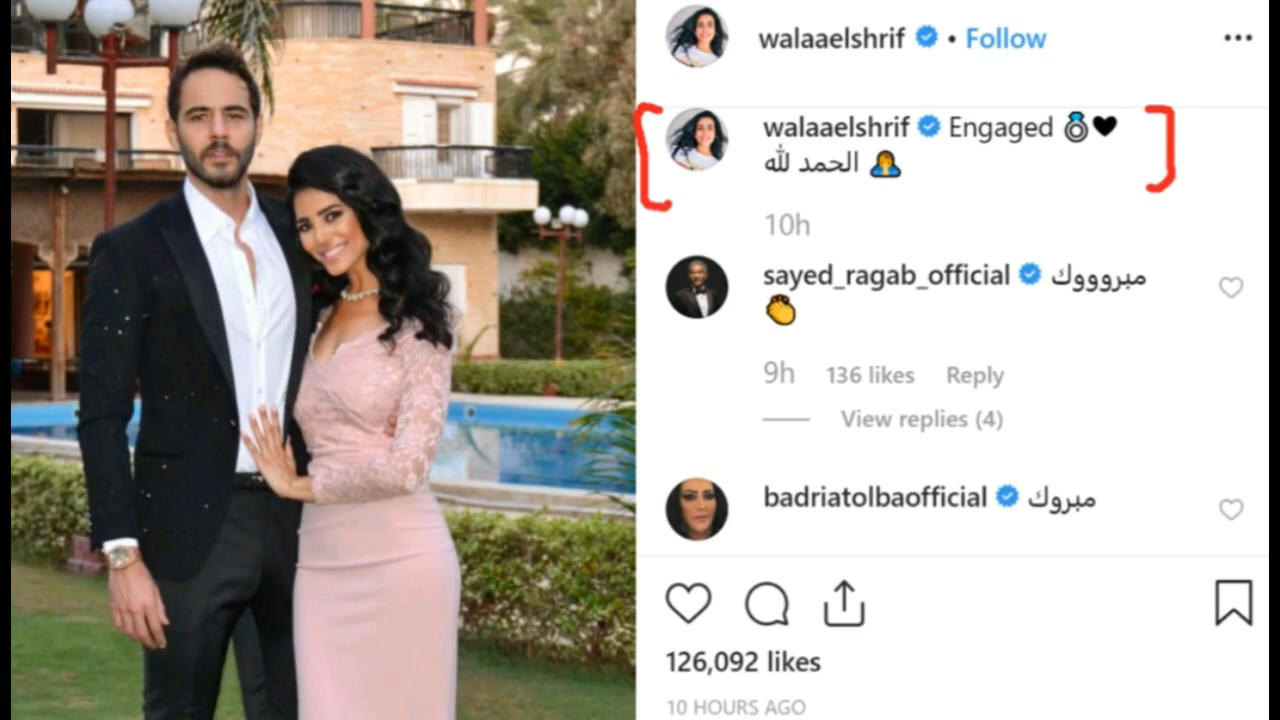 walaaelshrif • Follow
walaaelshrif Engaged 💍🖤
الحمد لله 🤦‍♂️
10h
sayed_ragab_official مبروووك
👏
9h 136 likes Reply
View replies (4)
badriatolbaofficial مبروك
126,092 likes
10 HOURS AGO